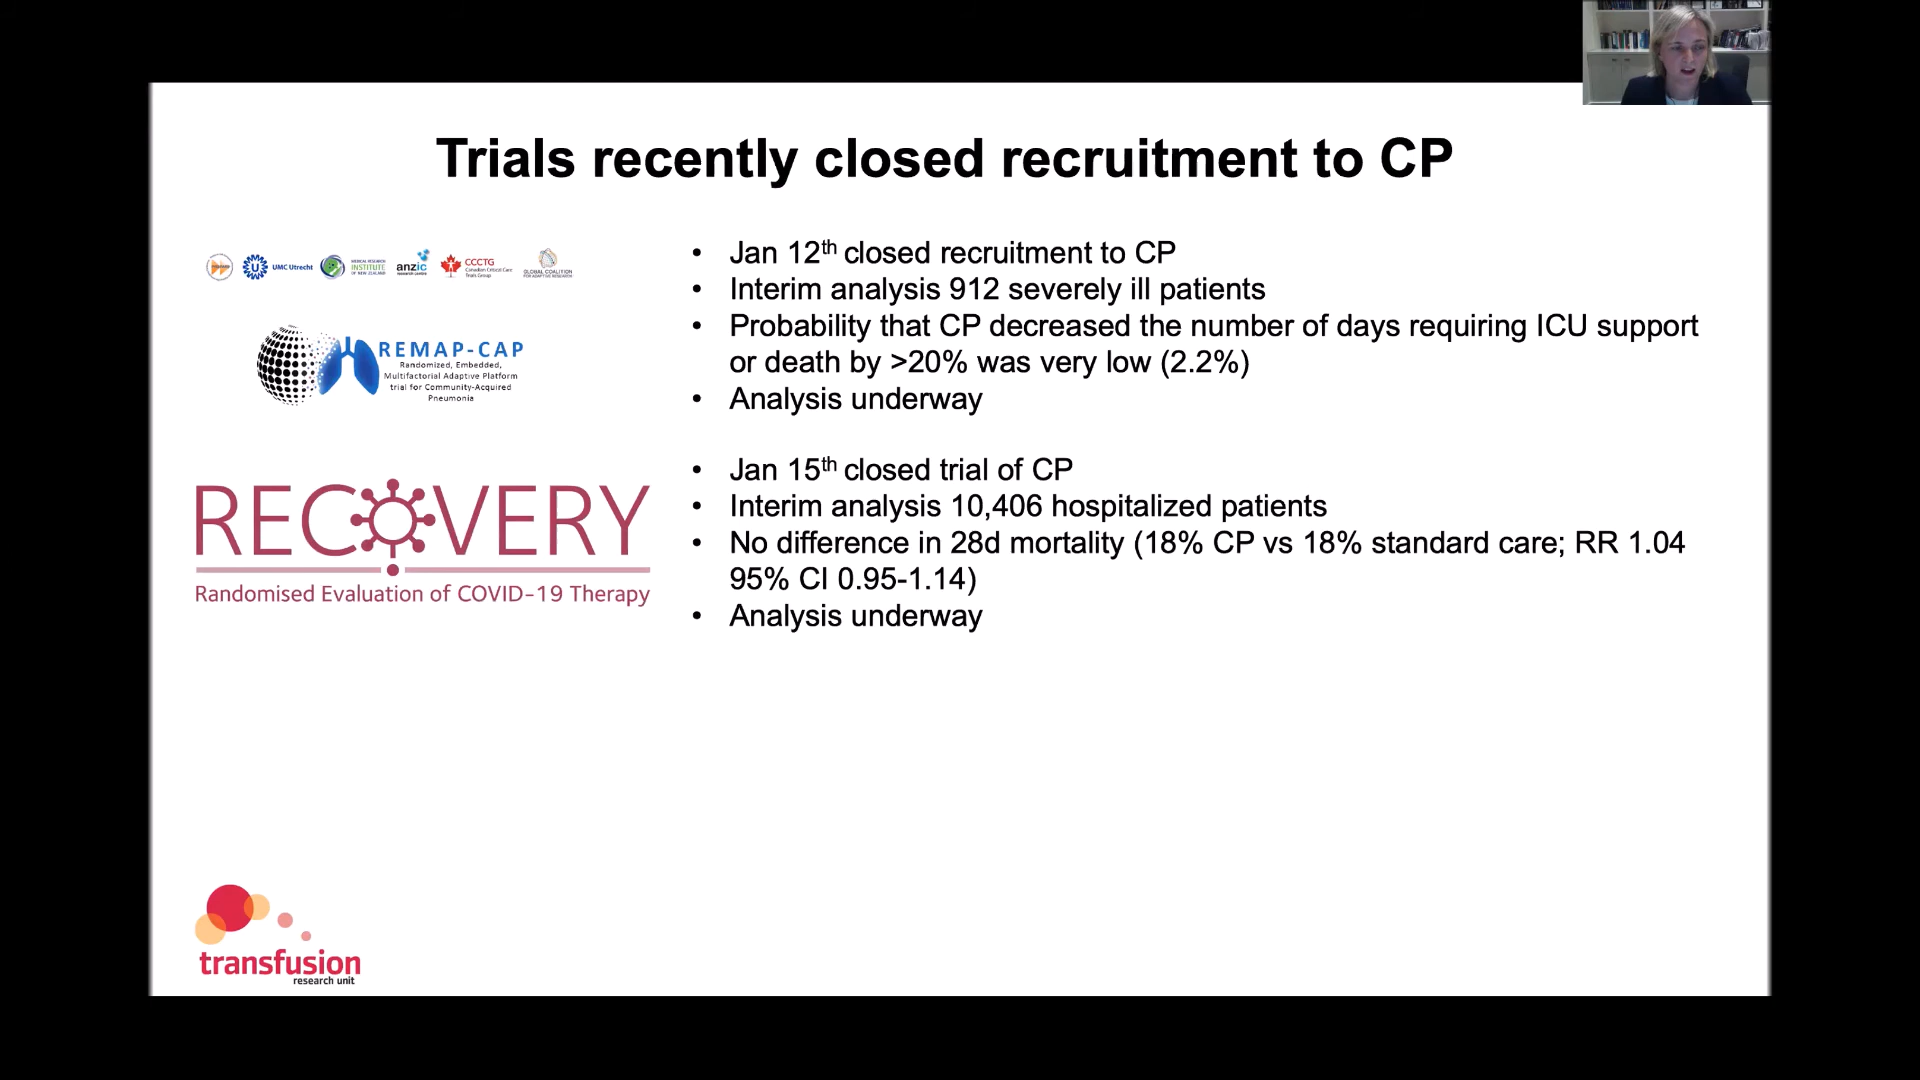 Trials recently closed recruitment to CP
UMC Utrecht
MEDICAL RESEARCH
INSTITUTE
OF NEW ZEALAND
anzic
research centre
CCCTG
Canadian Critical Care
Trials Group
GLOBAL COALITION
FOR ADAPTIVE RESEARCH
• Jan 12th closed recruitment to CP
• Interim analysis 912 severely ill patients
• Probability that CP decreased the number of days requiring ICU support
or death by >20% was very low (2.2%)
• Analysis underway
REMAP-CAP
Randomized, Embedded,
Multifactorial Adaptive Platform
trial for Community-Acquired
Pneumonia
• Jan 15th closed trial of CP
• Interim analysis 10,406 hospitalized patients
• No difference in 28d mortality (18% CP vs 18% standard care; RR 1.04
95% CI 0.95-1.14)
• Analysis underway
RECOVERY
Randomised Evaluation of COVID-19 Therapy
transfusion
research unit